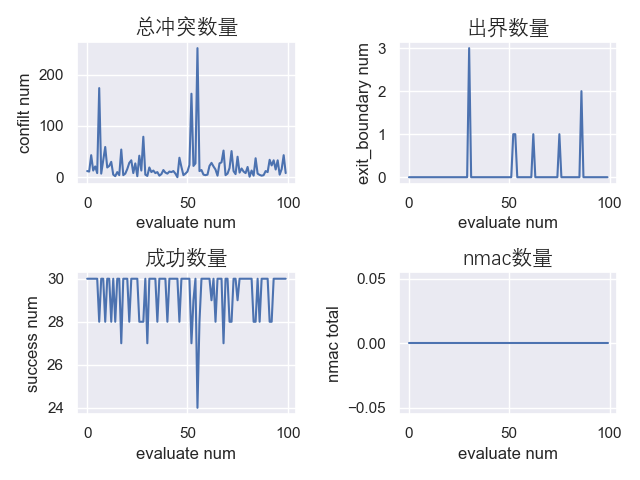 总冲突数量
confilt num
200
100
0
0
50
100
evaluate num
出界数量
exit_boundary num
3
2
1
0
0
50
100
evaluate num
成功数量
success num
30
28
26
24
0
50
100
evaluate num
nmac数量
nmac total
0.05
0.00
−0.05
0
50
100
evaluate num